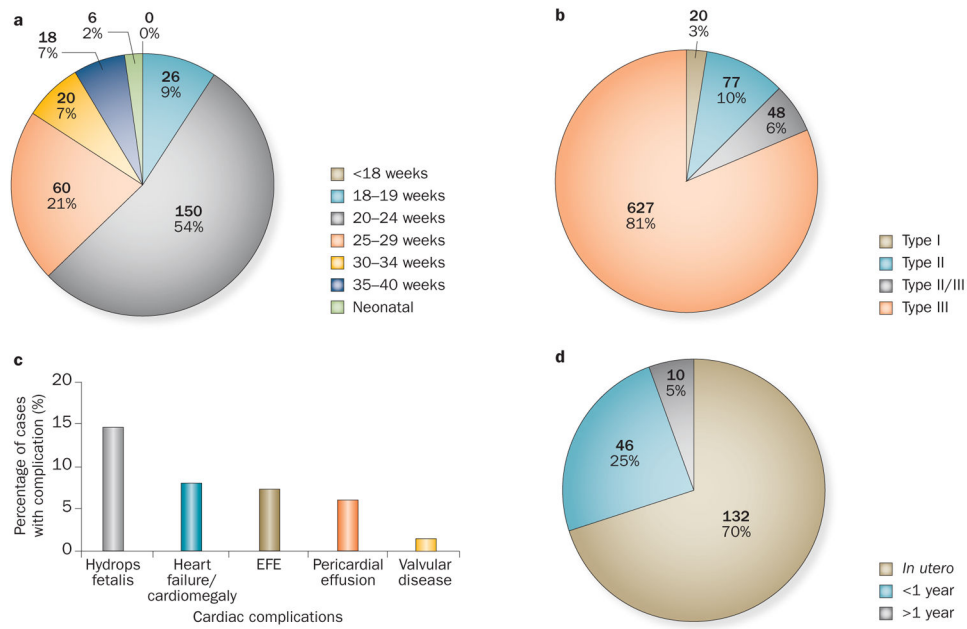 a
0
0%
6
2%
18
7%
26
9%
20
7%
60
21%
150
54%
<18 weeks
18–19 weeks
20–24 weeks
25–29 weeks
30–34 weeks
35–40 weeks
Neonatal
b
20
3%
77
10%
48
6%
627
81%
Type I
Type II
Type II/III
Type III
c
Percentage of cases
with complication (%)
20
15
10
5
0
Hydrops
fetalis
Heart
failure/
cardiomegaly
EFE
Pericardial
effusion
Valvular
disease
Cardiac complications
d
10
5%
46
25%
132
70%
In utero
<1 year
>1 year